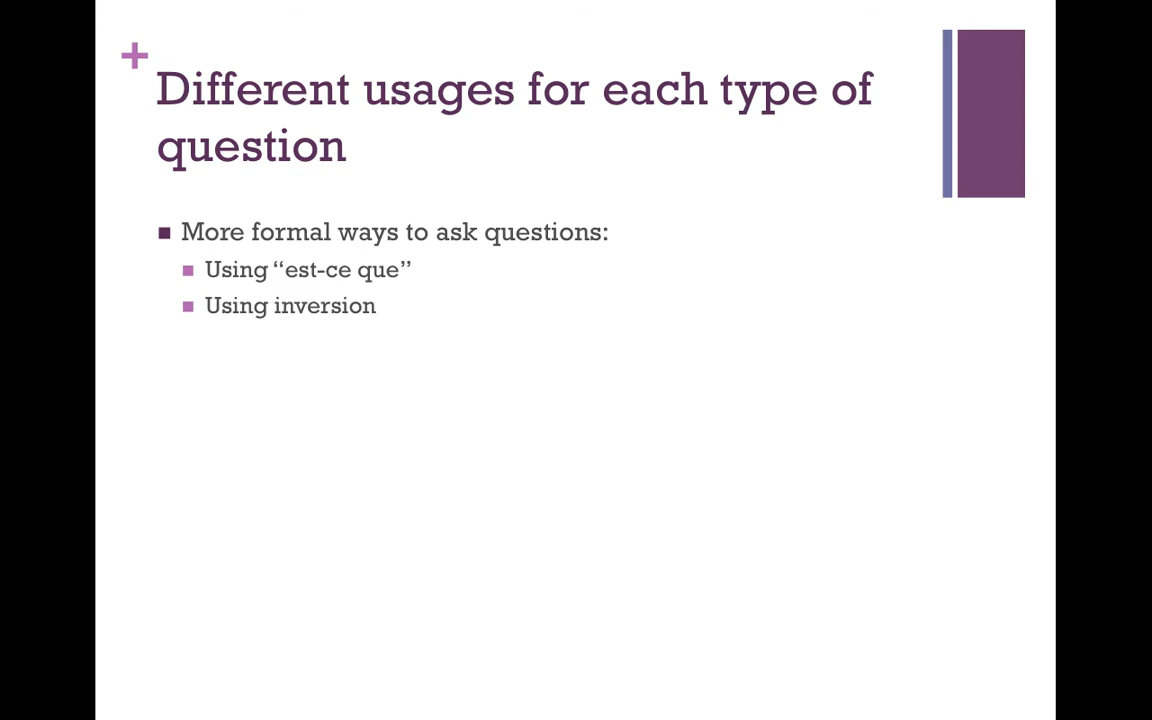 +
Different usages for each type of
question
More formal ways to ask questions:
Using “est-ce que”
Using inversion